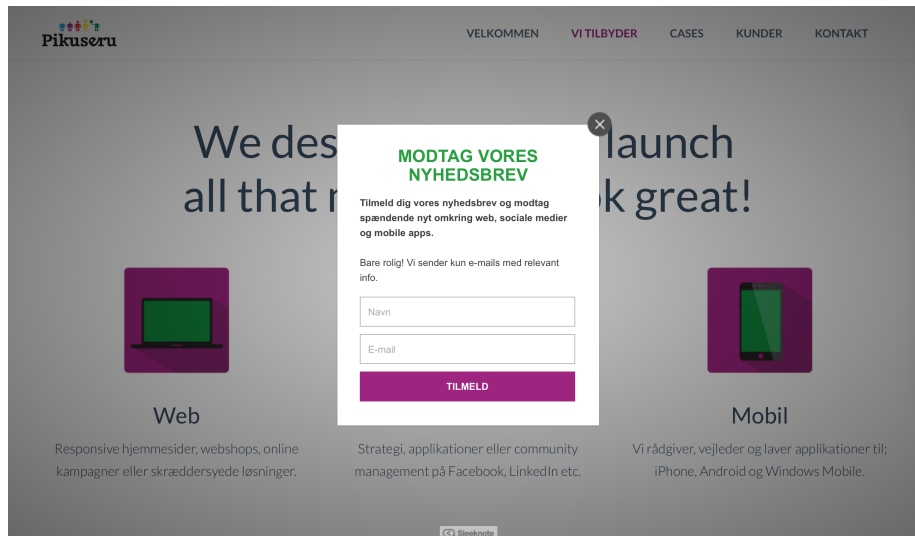 Pikuseru
VELKOMMEN VI TILBYDER CASES KUNDER KONTAKT
We des launch
all that k great!
MODTAG VORES
NYHEDSBREV
Tilmeld dig vores nyhedsbrev og modtag
spændende nyt omkring web, sociale medier
og mobile apps.
Bare rolig! Vi sender kun e-mails med relevant
info.
Navn
E-mail
TILMELD
Web
Responsive hjemmesider, webshops, online
kampagner eller skræddersyede løsninger.
Strategi, applikationer eller community
management på Facebook, LinkedIn etc.
Mobil
Vi rådgiver, vejleder og laver applikationer til;
iPhone, Android og Windows Mobile.
Sleeknote